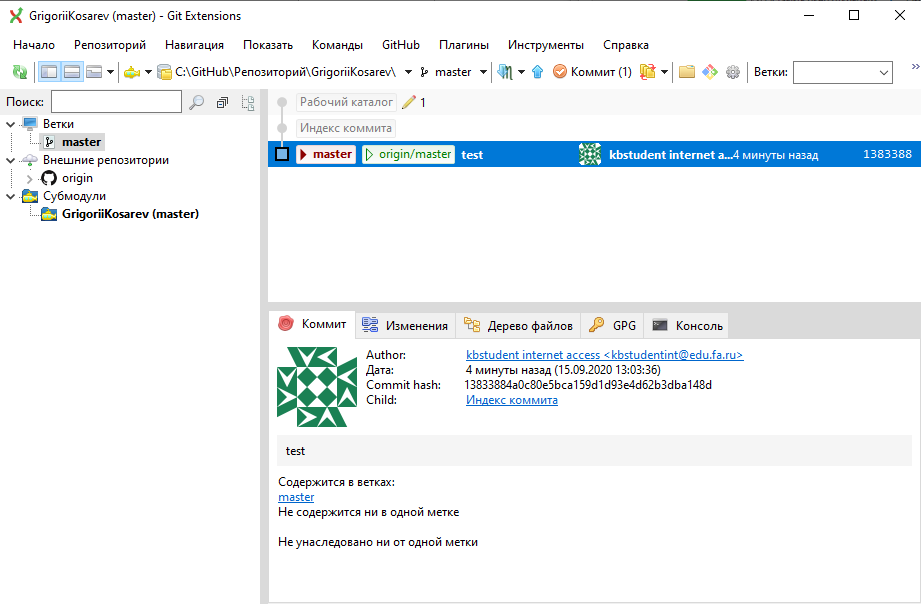 GrigoriiKosarev (master) - Git Extensions
Начало Репозиторий Навигация Показать Команды GitHub Плагины Инструменты Справка
C:\GitHub\Репозиторий\GrigoriiKosarev\ master Коммит (1) Ветки: »
Поиск:
Ветки
master
Внешние репозитории
origin
Субмодули
GrigoriiKosarev (master)
Рабочий каталог 1
Индекс коммита
master origin/master test kbstudent internet a... 4 минуты назад 1383388
Коммит Изменения Дерево файлов GPG Консоль
Author: kbstudent internet access <kbstudentint@edu.fa.ru>
Дата: 4 минуты назад (15.09.2020 13:03:36)
Commit hash: 13833884a0c80e5bca159d1d93e4d62b3dba148d
Child: Индекс коммита
test
Содержится в ветках:
master
Не содержится ни в одной метке
Не унаследовано ни от одной метки